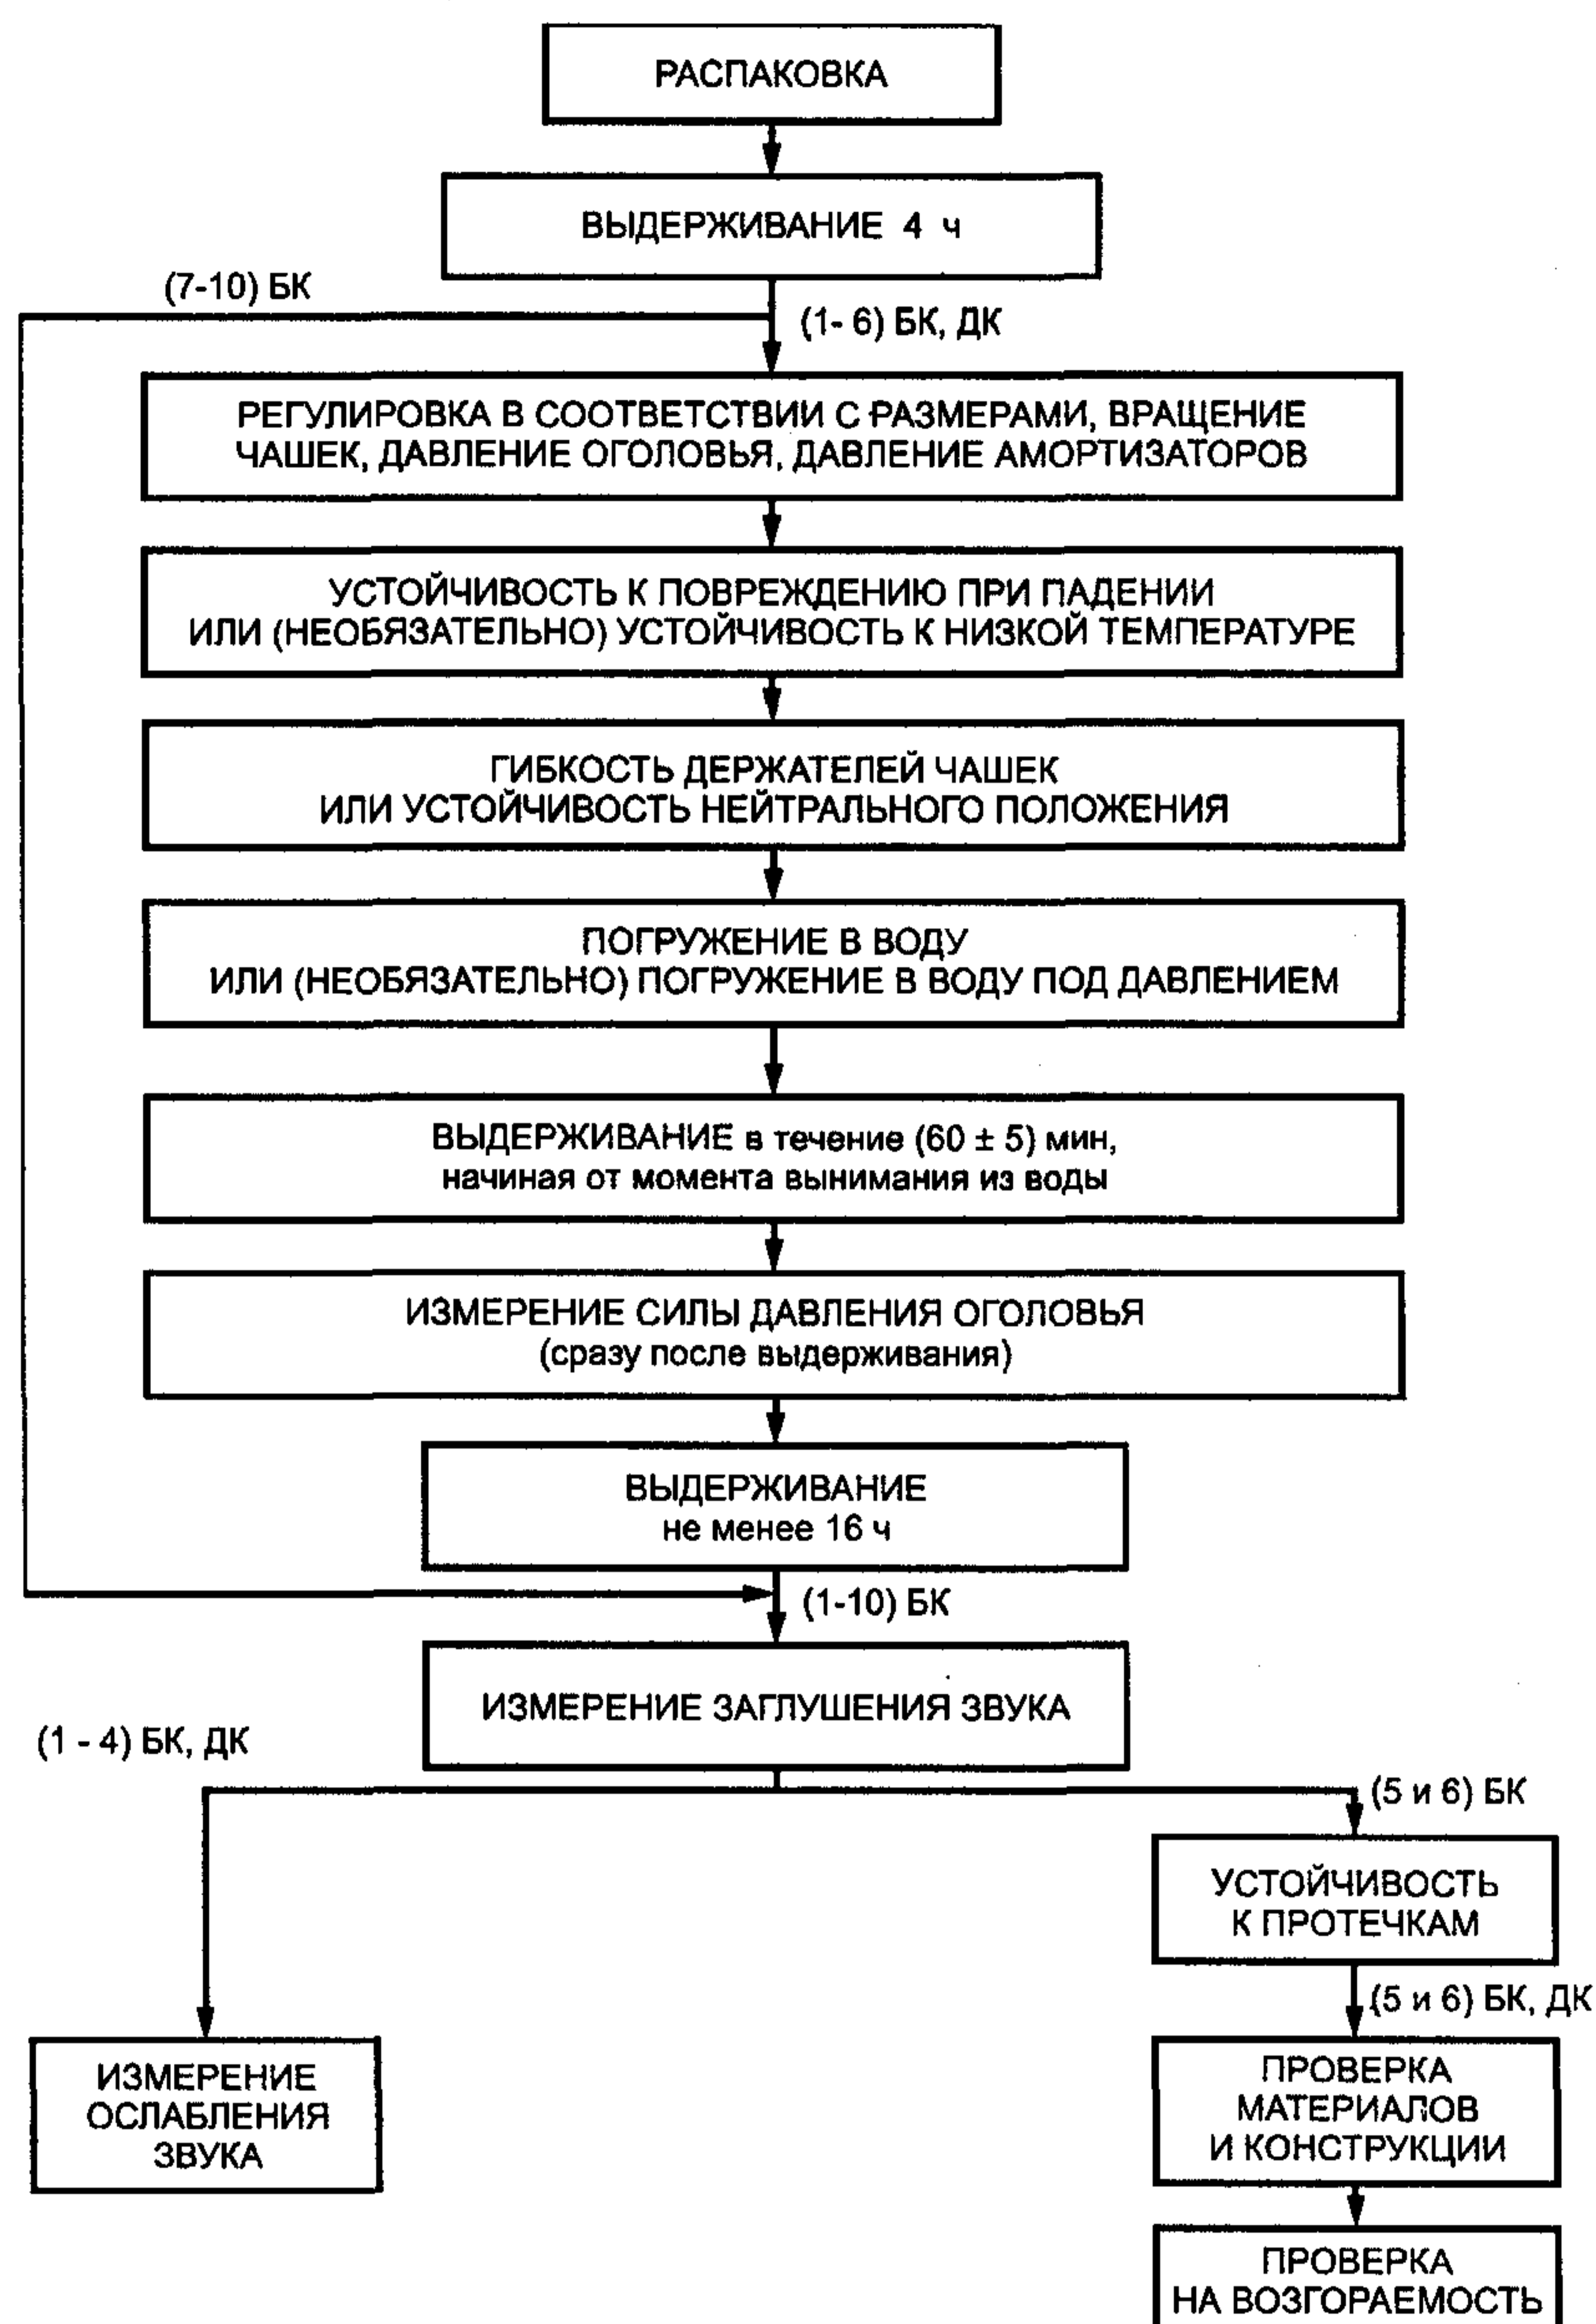 РАСПАКОВКА
ВЫДЕРЖИВАНИЕ 4 ч
(7-10) БК
(1- 6) БК, ДК
РЕГУЛИРОВКА В СООТВЕТСТВИИ С РАЗМЕРАМИ, ВРАЩЕНИЕ
ЧАШЕК, ДАВЛЕНИЕ ОГОЛОВЬЯ, ДАВЛЕНИЕ АМОРТИЗАТОРОВ
УСТОЙЧИВОСТЬ К ПОВРЕЖДЕНИЮ ПРИ ПАДЕНИИ
ИЛИ (НЕОБЯЗАТЕЛЬНО) УСТОЙЧИВОСТЬ К НИЗКОЙ ТЕМПЕРАТУРЕ
ГИБКОСТЬ ДЕРЖАТЕЛЕЙ ЧАШЕК
ИЛИ УСТОЙЧИВОСТЬ НЕЙТРАЛЬНОГО ПОЛОЖЕНИЯ
ПОГРУЖЕНИЕ В ВОДУ
ИЛИ (НЕОБЯЗАТЕЛЬНО) ПОГРУЖЕНИЕ В ВОДУ ПОД ДАВЛЕНИЕМ
ВЫДЕРЖИВАНИЕ в течение (60 ± 5) мин,
начиная от момента вынимания из воды
ИЗМЕРЕНИЕ СИЛЫ ДАВЛЕНИЯ ОГОЛОВЬЯ
(сразу после выдерживания)
ВЫДЕРЖИВАНИЕ
не менее 16 ч
(1-10) БК
ИЗМЕРЕНИЕ ЗАГЛУШЕНИЯ ЗВУКА
(1 - 4) БК, ДК
(5 и 6) БК
УСТОЙЧИВОСТЬ
К ПРОТЕЧКАМ
(5 и 6) БК, ДК
ИЗМЕРЕНИЕ
ОСЛАБЛЕНИЯ
ЗВУКА
ПРОВЕРКА
МАТЕРИАЛОВ
И КОНСТРУКЦИИ
ПРОВЕРКА
НА ВОЗГОРАЕМОСТЬ